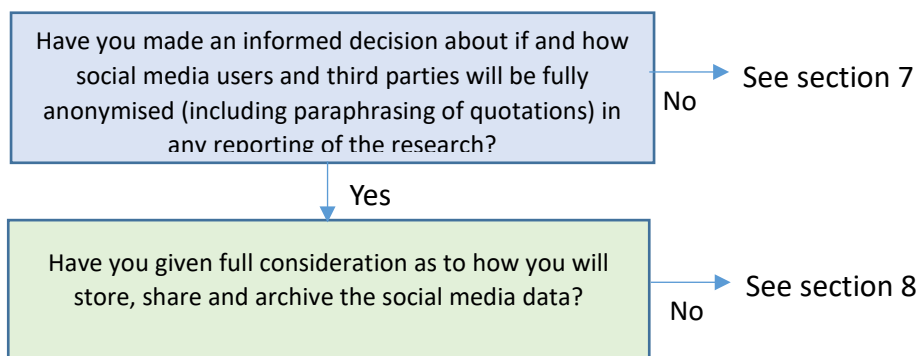 Have you made an informed decision about if and how
social media users and third parties will be fully
anonymised (including paraphrasing of quotations) in
any reporting of the research?
See section 7
No
Yes
Have you given full consideration as to how you will
store, share and archive the social media data?
See section 8
No